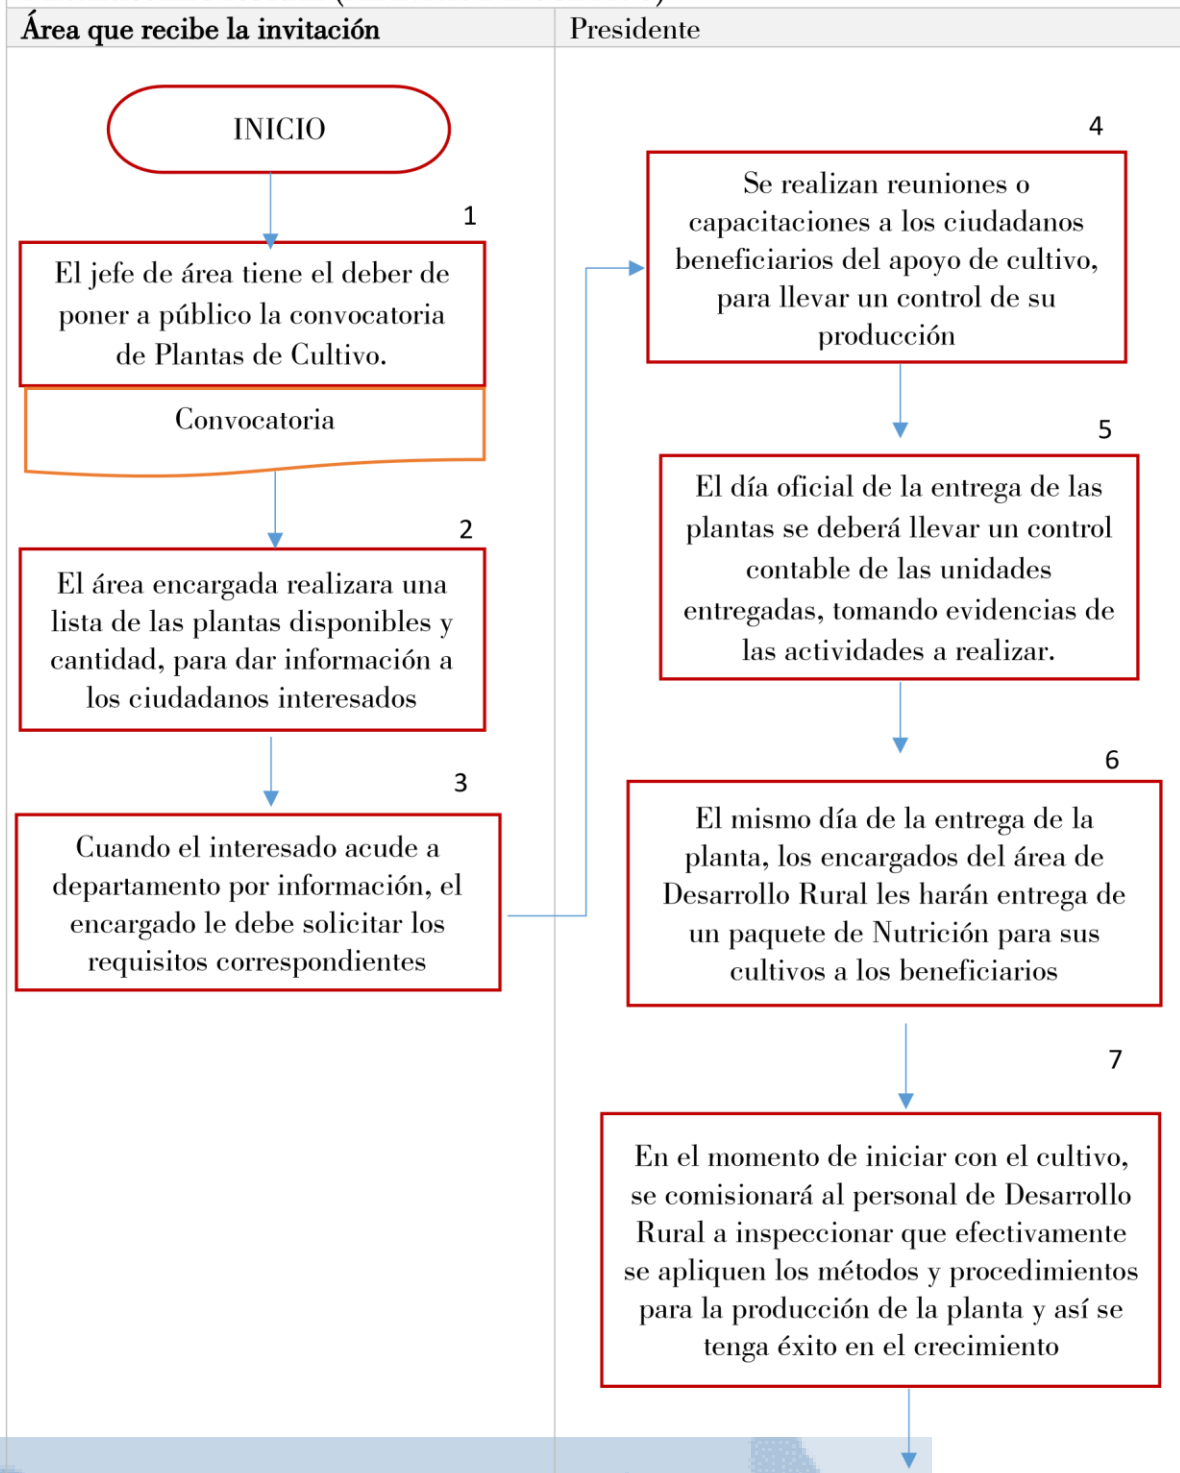 Área que recibe la invitación
Presidente
INICIO
1
El jefe de área tiene el deber de
poner a público la convocatoria
de Plantas de Cultivo.
Convocatoria
2
El área encargada realizara una
lista de las plantas disponibles y
cantidad, para dar información a
los ciudadanos interesados
3
Cuando el interesado acude a
departamento por información, el
encargado le debe solicitar los
requisitos correspondientes
4
Se realizan reuniones o
capacitaciones a los ciudadanos
beneficiarios del apoyo de cultivo,
para llevar un control de su
producción
5
El día oficial de la entrega de las
plantas se deberá llevar un control
contable de las unidades
entregadas, tomando evidencias de
las actividades a realizar.
6
El mismo día de la entrega de la
planta, los encargados del área de
Desarrollo Rural les harán entrega de
un paquete de Nutrición para sus
cultivos a los beneficiarios
7
En el momento de iniciar con el cultivo,
se comisionará al personal de Desarrollo
Rural a inspeccionar que efectivamente
se apliquen los métodos y procedimientos
para la producción de la planta y así se
tenga éxito en el crecimiento